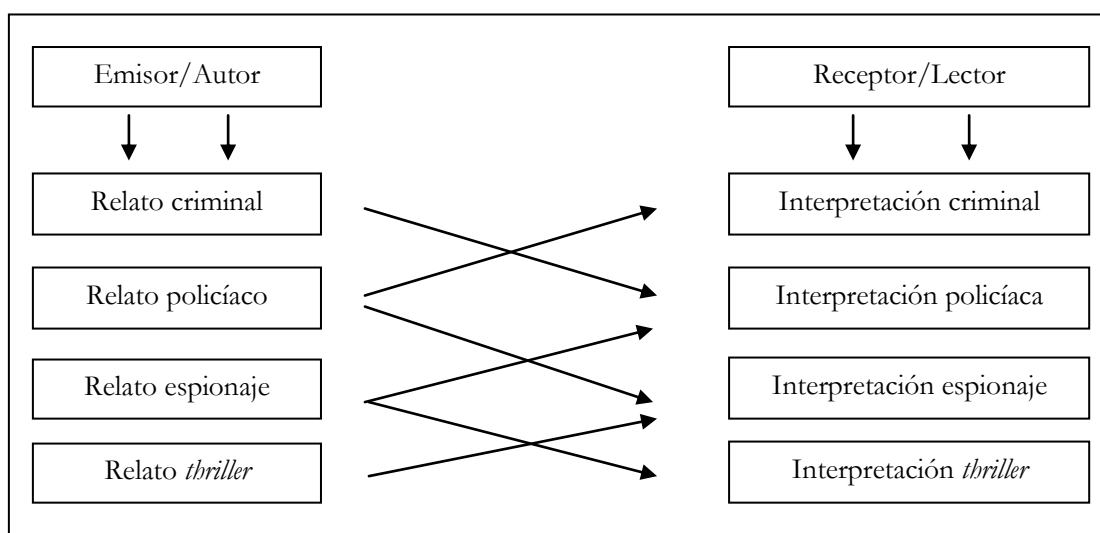 Emisor/Autor
Receptor/Lector
Relato criminal
Interpretación criminal
Relato policíaco
Interpretación policíaca
Relato espionaje
Interpretación espionaje
Relato thriller
Interpretación thriller